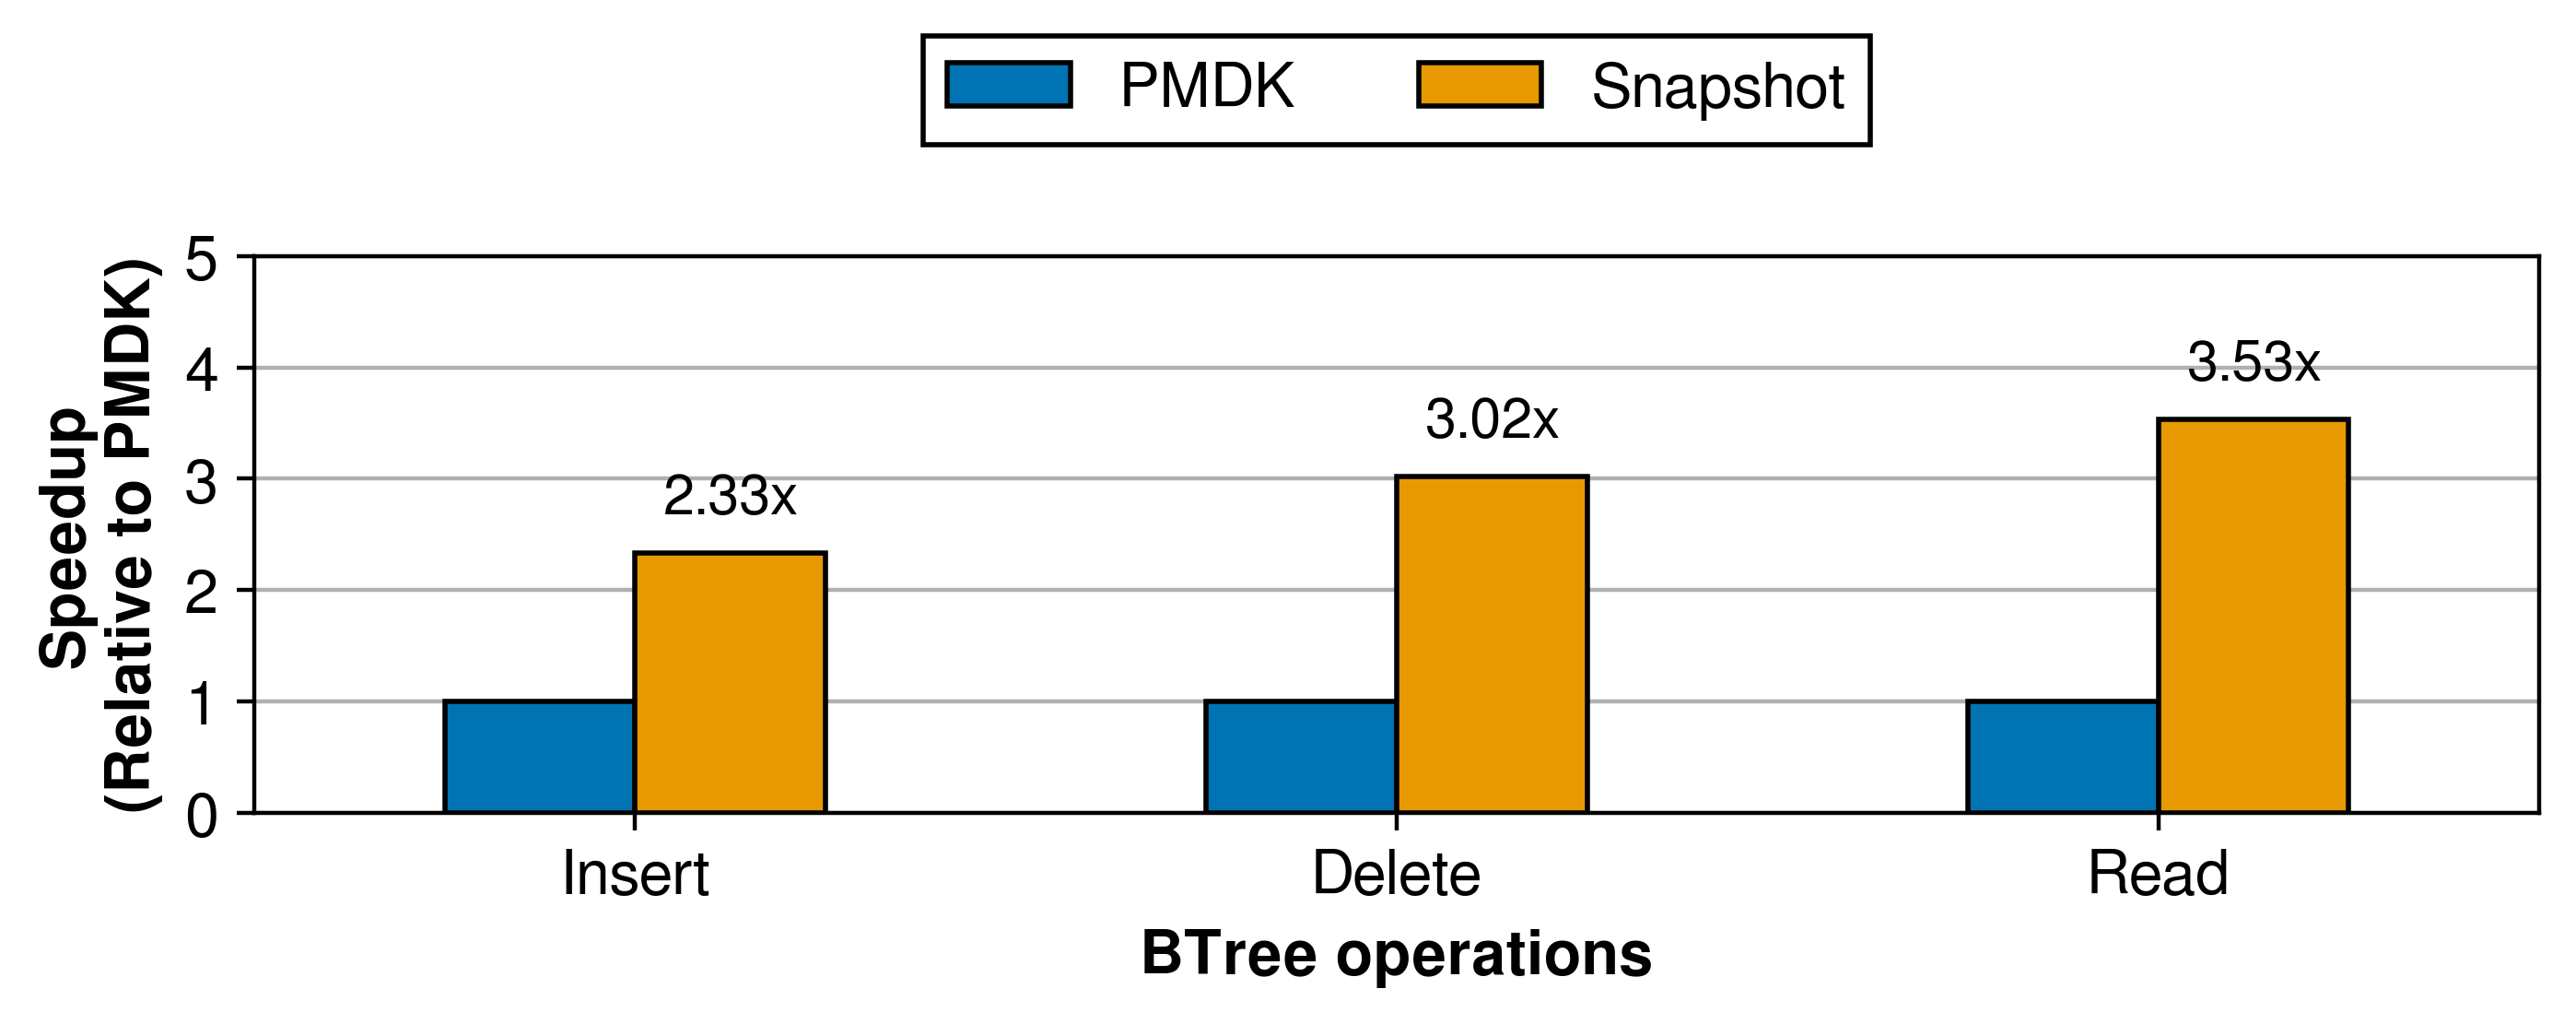 PMDK Snapshot
Speedup
(Relative to PMDK)
5
4
3
2
1
0
2.33x
3.02x
3.53x
Insert Delete Read
BTree operations